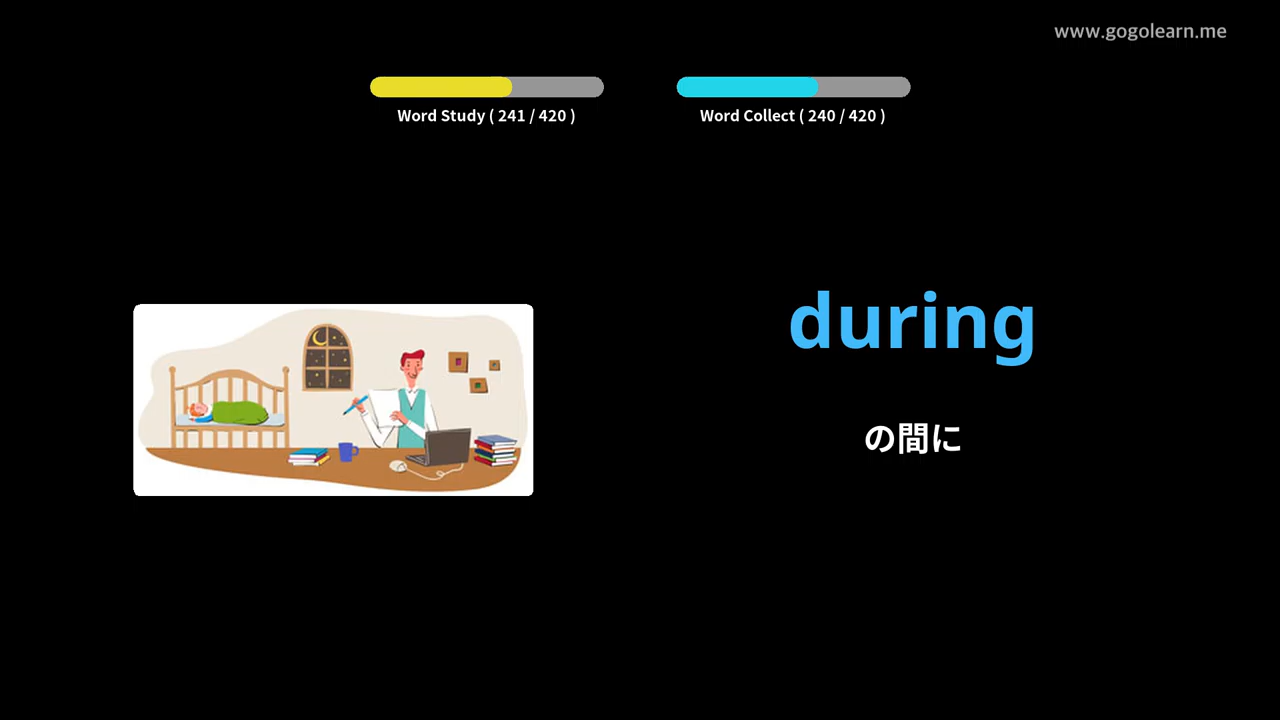 www.gogolearn.me
Word Study ( 241 / 420 )
Word Collect ( 240 / 420 )
during
の間に